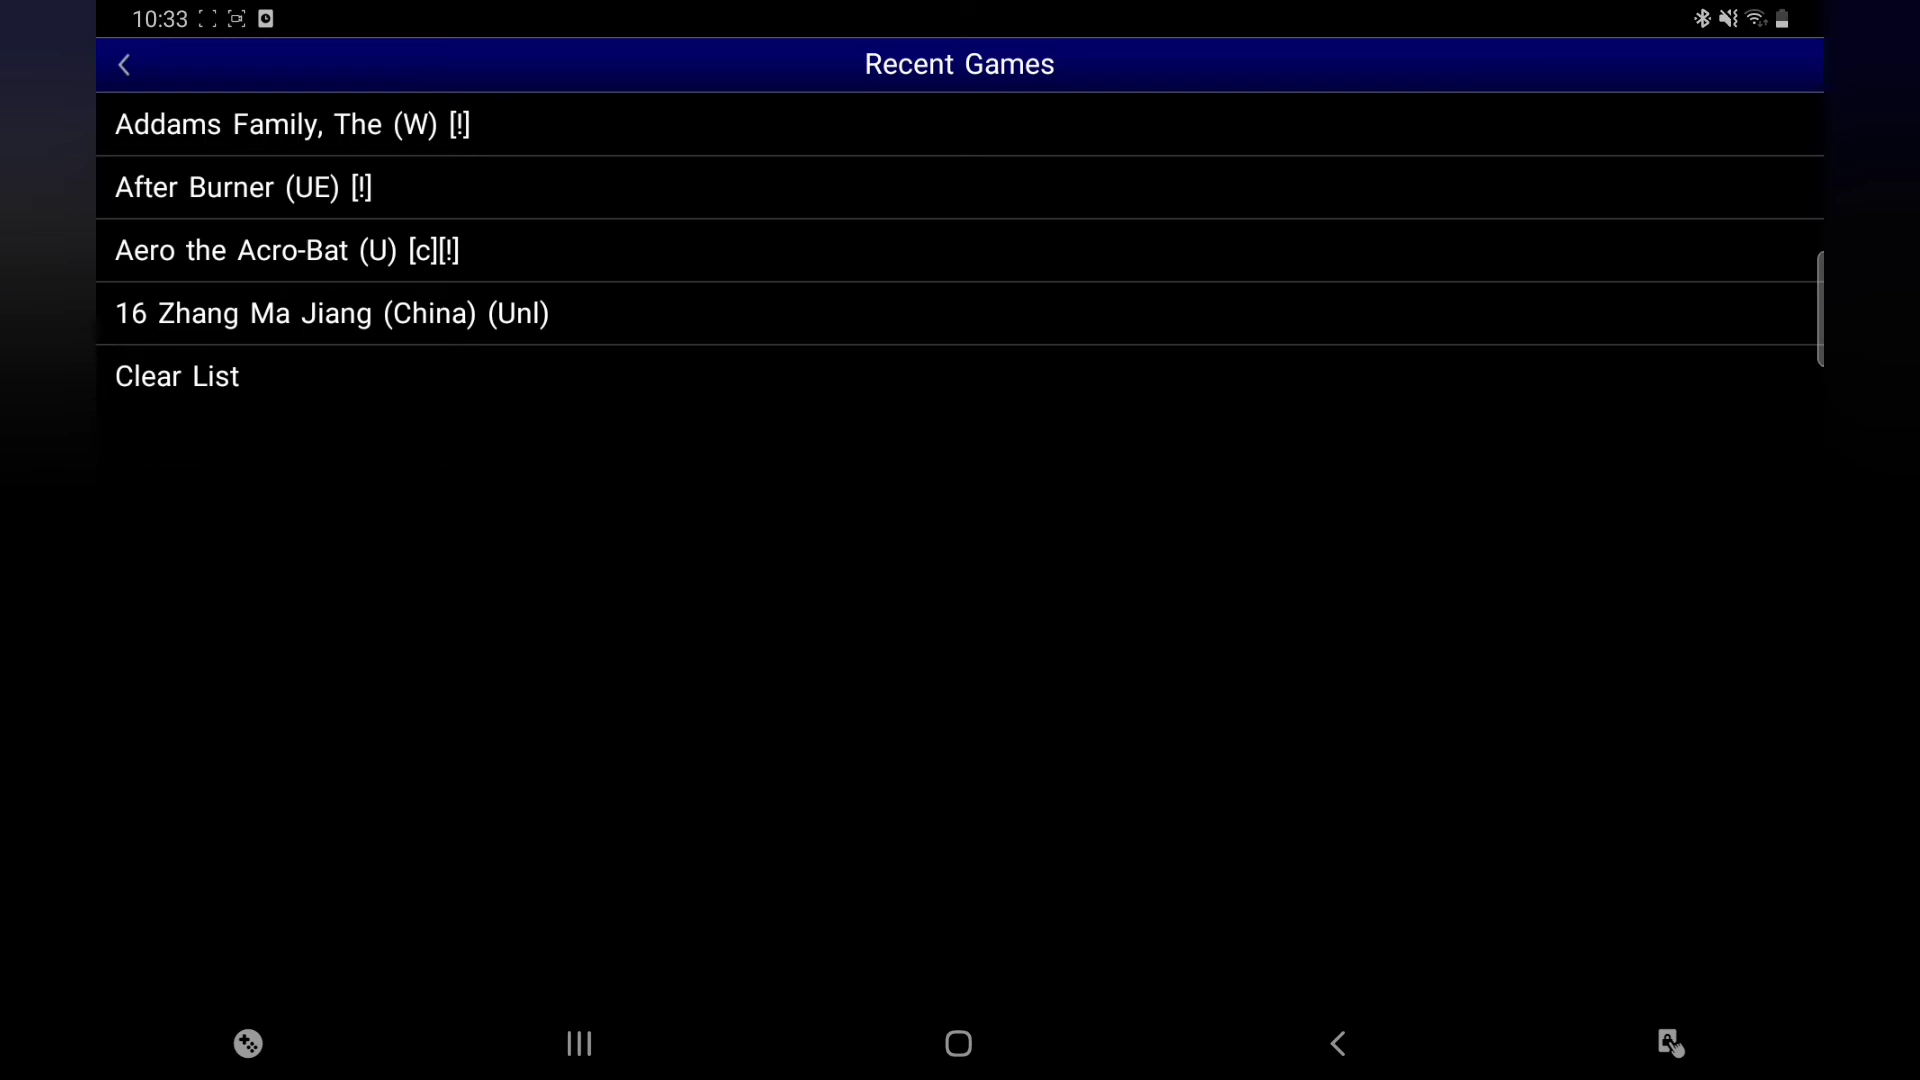 10:33
Recent Games
Addams Family, The (W) [!]
After Burner (UE) [!]
Aero the Acro-Bat (U) [c][!]
16 Zhang Ma Jiang (China) (Unl)
Clear List